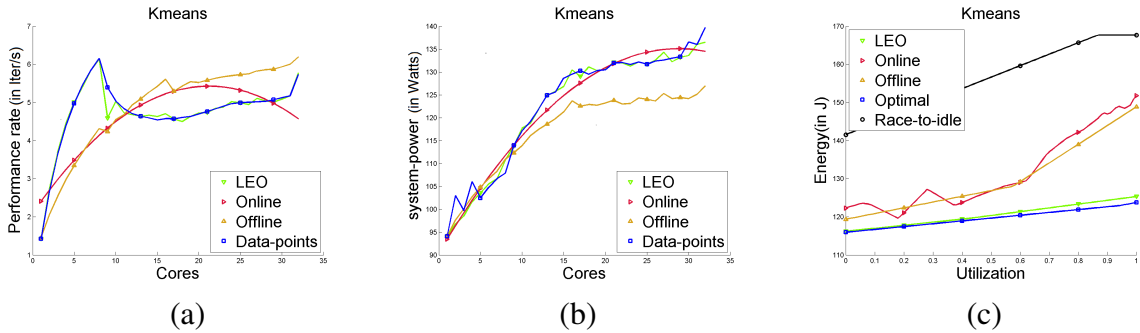 Kmeans
Performance rate (in Iter/s)
7
6
5
4
3
2
1
0
5
10
15
20
25
30
35
Cores
LEO
Online
Offline
Data-points
(a)
Kmeans
system-power (in Watts)
140
135
130
125
120
115
110
105
100
95
90
0
5
10
15
20
25
30
35
Cores
LEO
Online
Offline
Data-points
(b)
Kmeans
Energy(in J)
170
160
150
140
130
120
110
0
0.1
0.2
0.3
0.4
0.5
0.6
0.7
0.8
0.9
1
Utilization
LEO
Online
Offline
Optimal
Race-to-idle
(c)